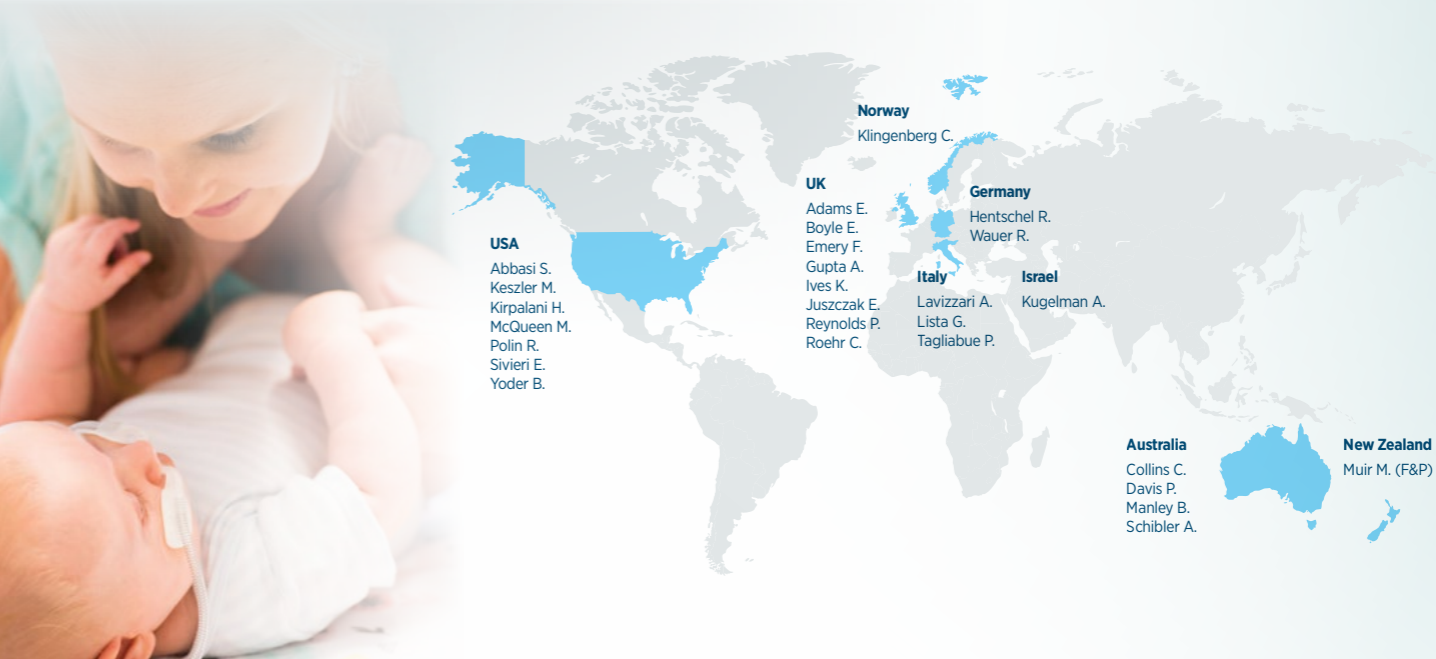 Norway
Klingenberg C.
UK
Adams E.
Boyle E.
Emery F.
Gupta A.
Ives K.
Juszczak E.
Reynolds P.
Roehr C.
Germany
Hentschel R.
Wauer R.
USA
Abbasi S.
Keszler M.
Kirpalani H.
McQueen M.
Polin R.
Sivieri E.
Yoder B.
Italy
Lavizzari A.
Lista G.
Tagliabue P.
Israel
Kugelman A.
Australia
Collins C.
Davis P.
Manley B.
Schibler A.
New Zealand
Muir M. (F&P)